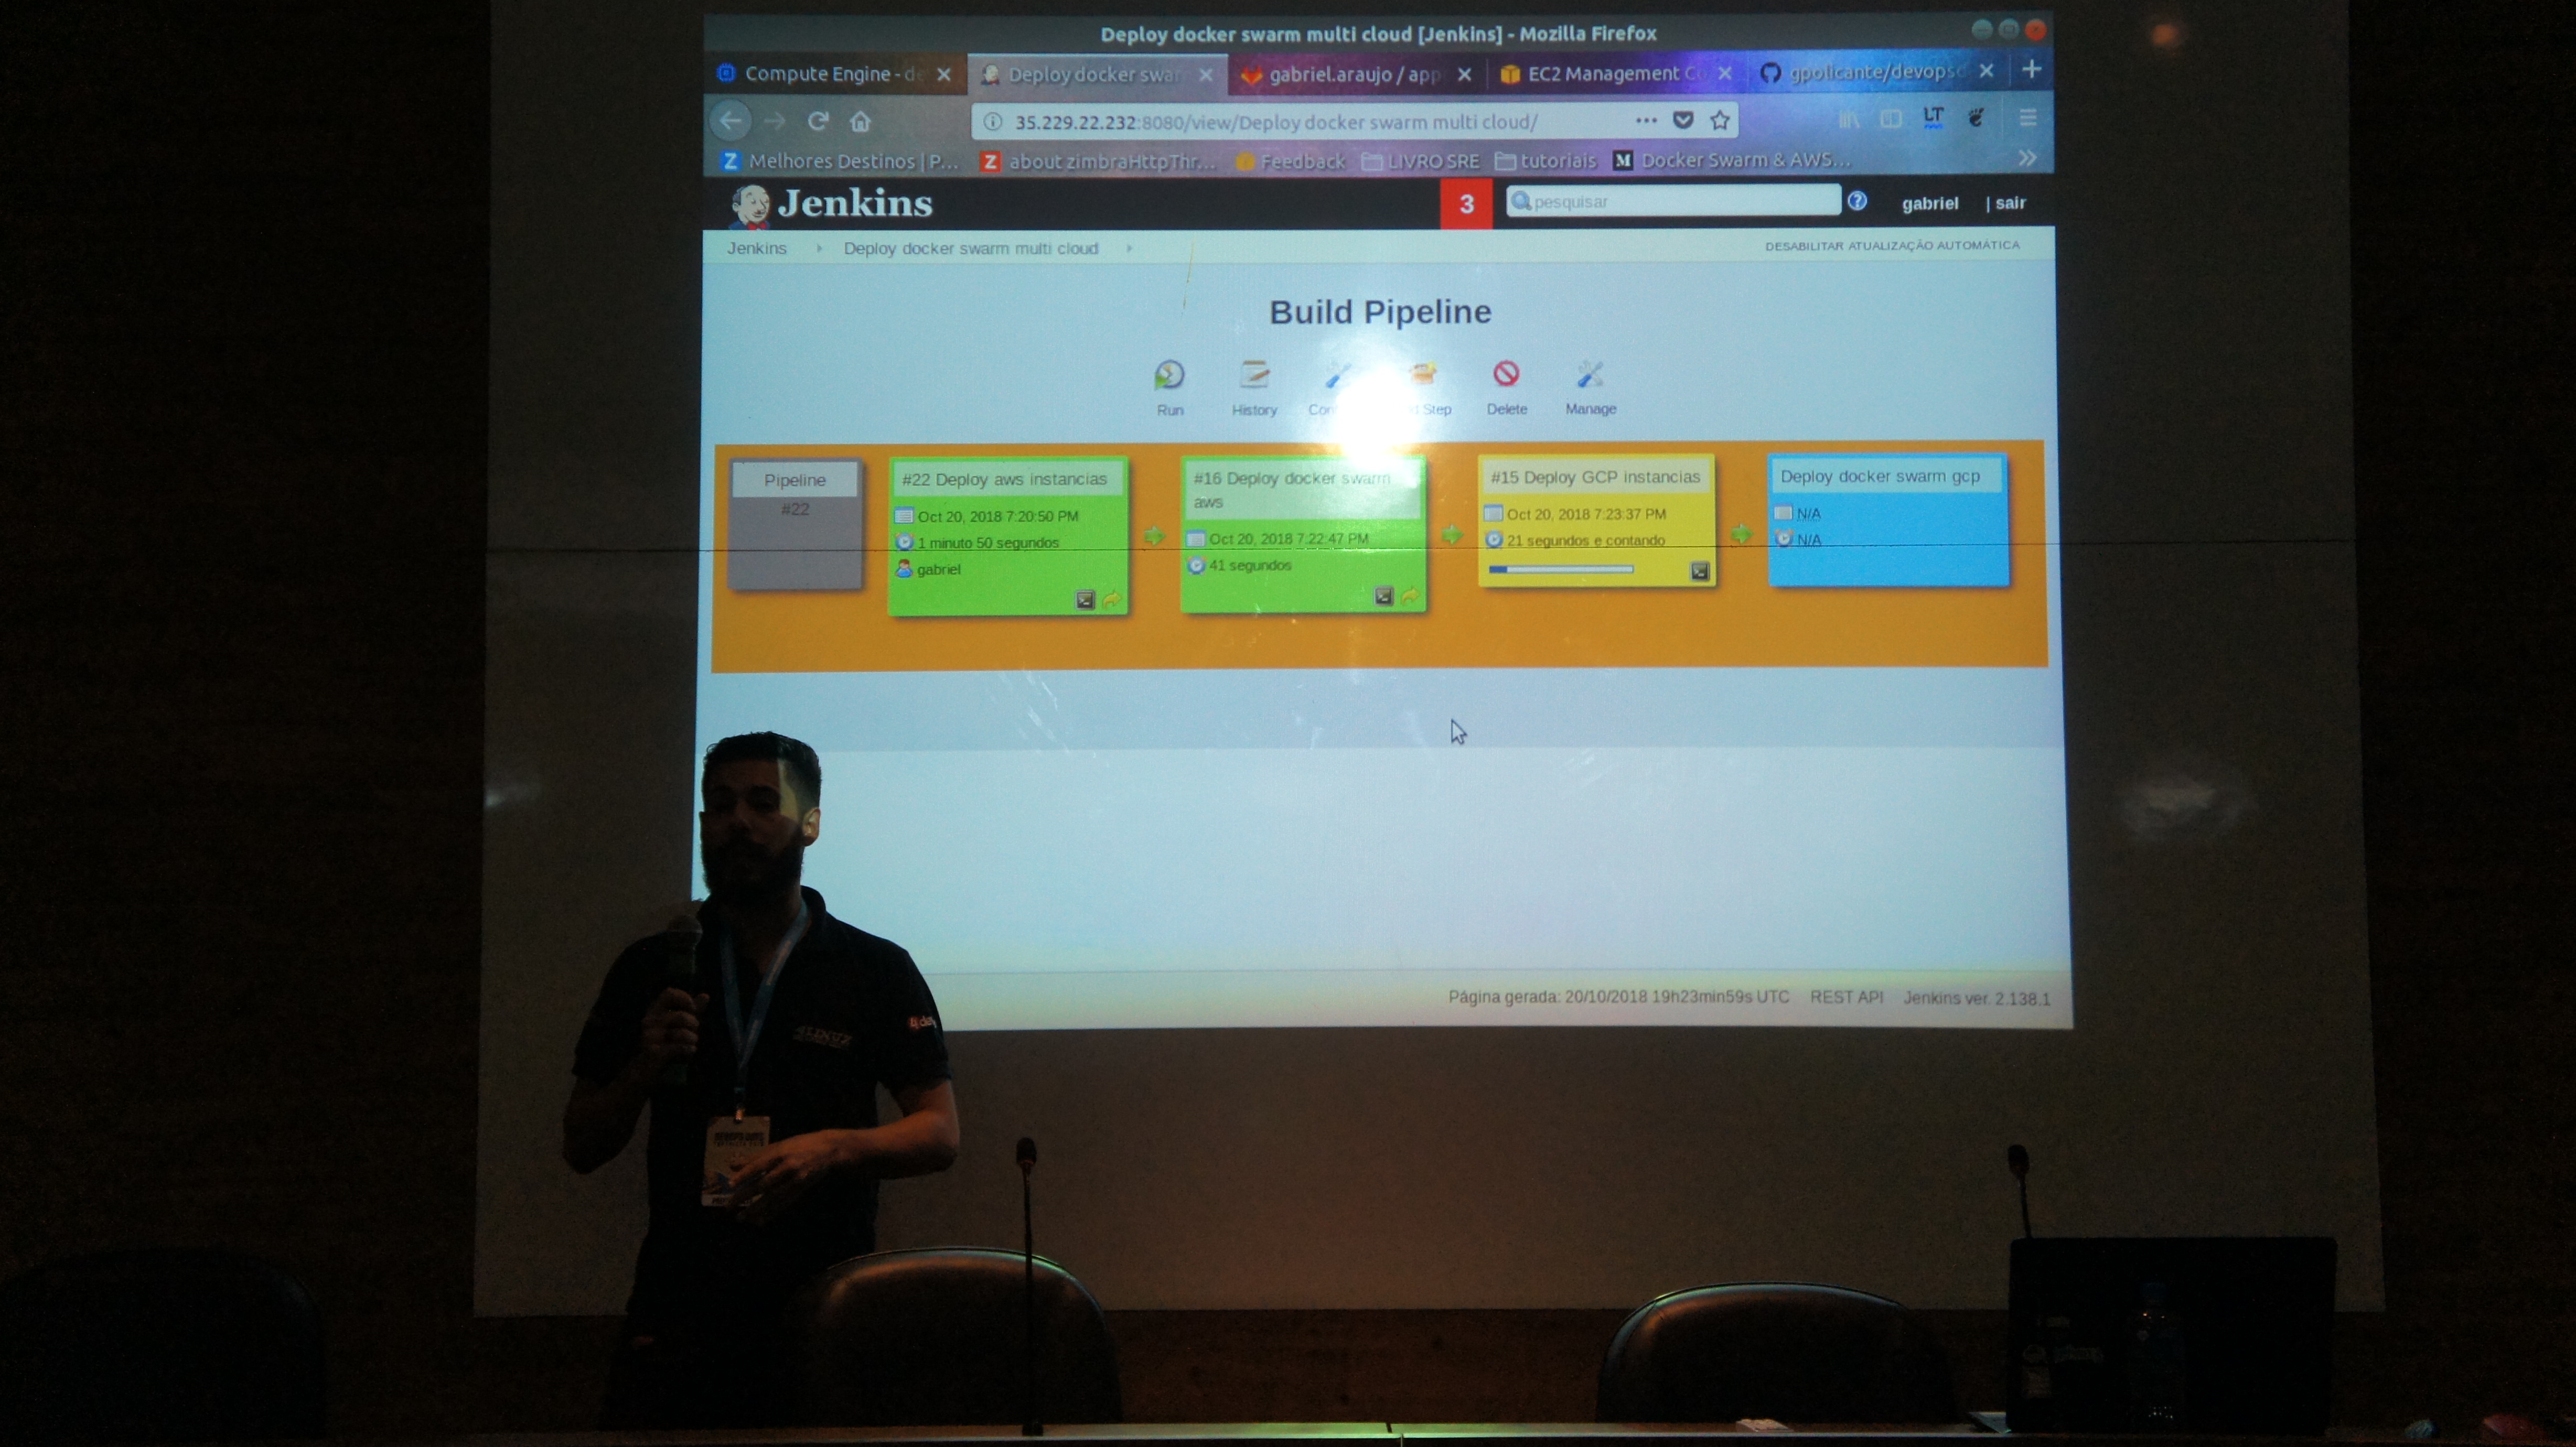 Deploy docker swarm multi cloud [Jenkins] - Mozilla Firefox
Compute Engine - de
Deploy docker swar
gabriel.araujo / app
EC2 Management Co
gpolicante/devops
35.229.22.232:8080/view/Deploy docker swarm multi cloud/
LT
Melhores Destinos | P...
about zimbraHttpThr...
Feedback
LIVRO SRE
tutoriais
M
Docker Swarm & AWS...
Jenkins
3
pesquisar
gabriel
| sair
Jenkins
Deploy docker swarm multi cloud
DESABILITAR ATUALIZAÇÃO AUTOMÁTICA
Build Pipeline
Run
History
Step
Delete
Manage
Pipeline
#22
#22 Deploy aws instancias
Oct 20, 2018 7:20:50 PM
1 minuto 50 segundos
gabriel
#16 Deploy docker swarm
aws
Oct 20, 2018 7:22:47 PM
41 segundos
#15 Deploy GCP instancias
Oct 20, 2018 7:23:37 PM
21 segundos e contando
Deploy docker swarm gcp
N/A
N/A
Página gerada: 20/10/2018 19h23min59s UTC
REST API
Jenkins ver. 2.138.1